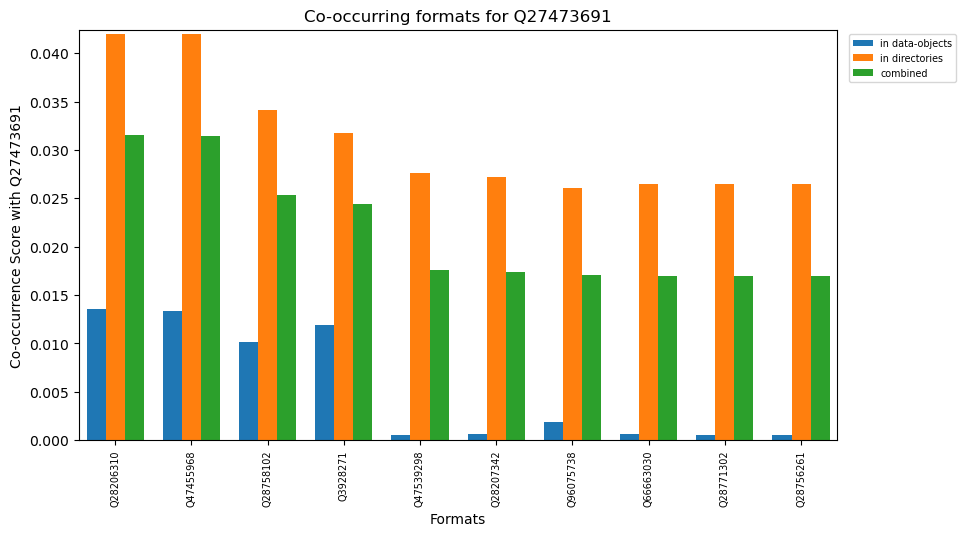 Co-occurring formats for Q27473691
in data-objects
in directories
combined
Co-occurrence Score with Q27473691
0.040
0.035
0.030
0.025
0.020
0.015
0.010
0.005
0.000
Q28206310
Q47455968
Q28758102
Q3928271
Q47539298
Q28207342
Q96075738
Q66663030
Q28771302
Q28756261
Formats